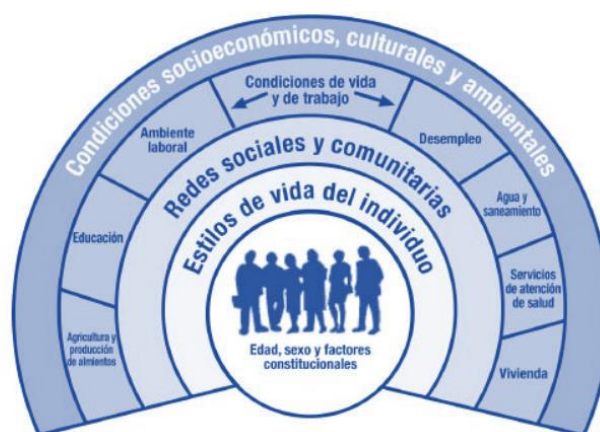 Condiciones socioeconómicos, culturales y ambientales
Condiciones de vida
y de trabajo
Ambiente
laboral
Desempleo
Redes sociales y comunitarias
Educación
Agua y
saneamiento
Estilos de vida del individuo
Servicios
de atención
de salud
Agricultura y
producción
de almientos
Edad, sexo y factores
constitucionales
Vivienda